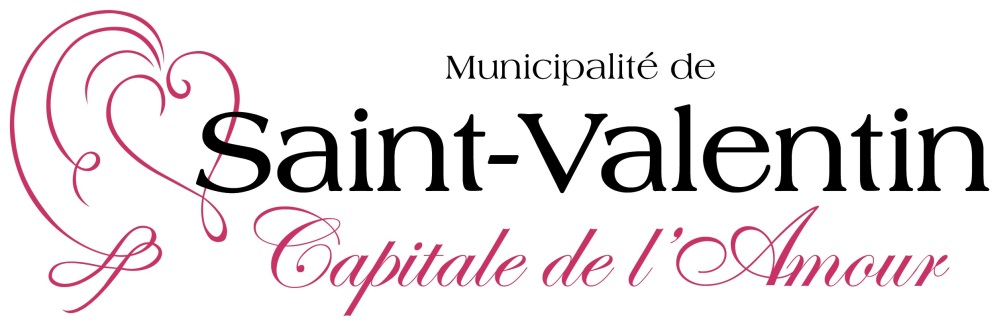 Municipalité de
Saint-Valentin
Capitale de l'Amour